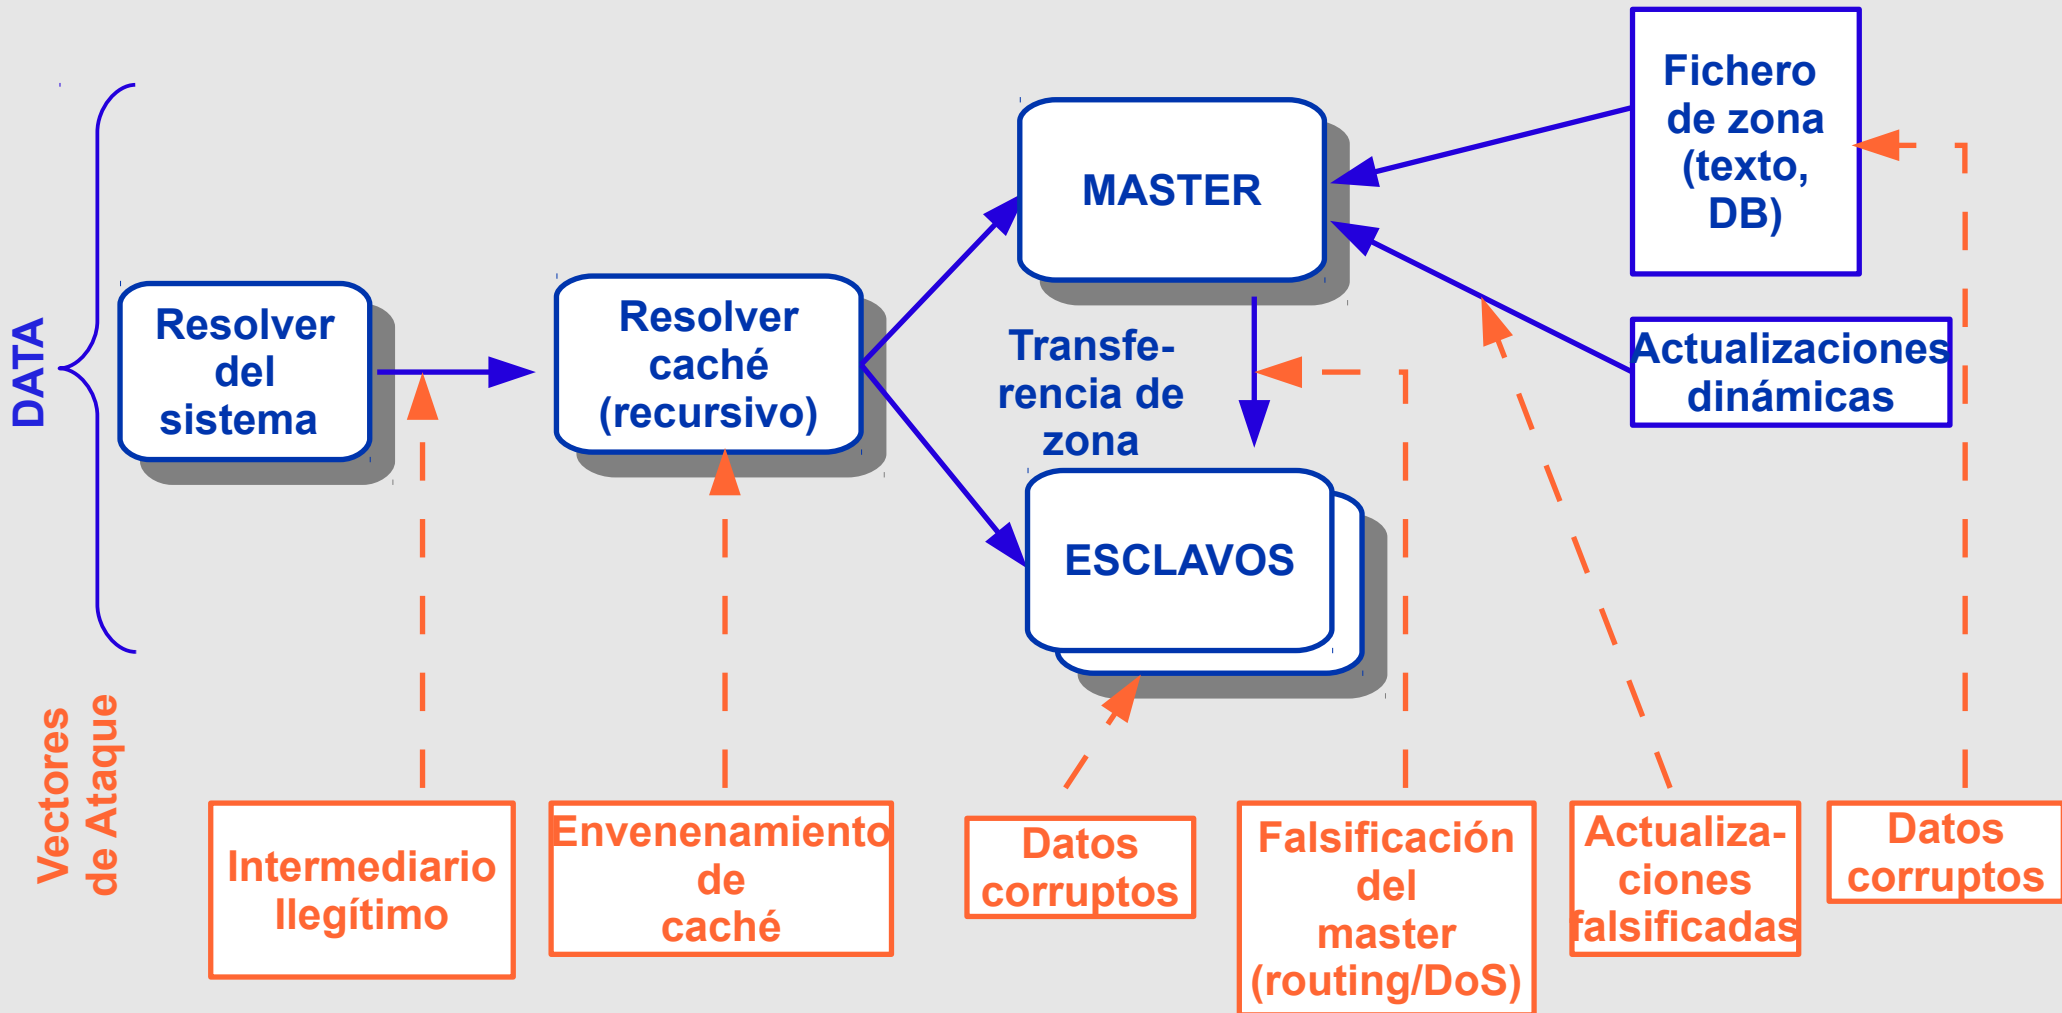 DATA
Resolver
del
sistema
Resolver
caché
(recursivo)
MASTER
Transfe-
rencia de
zona
ESCLAVOS
Fichero
de zona
(texto,
DB)
Actualizaciones
dinámicas
Vectores
de Ataque
Intermediario
Ilegítimo
Envenenamiento
de
caché
Datos
corruptos
Falsificación
del
master
(routing/DoS)
Actualiza-
ciones
falsificadas
Datos
corruptos